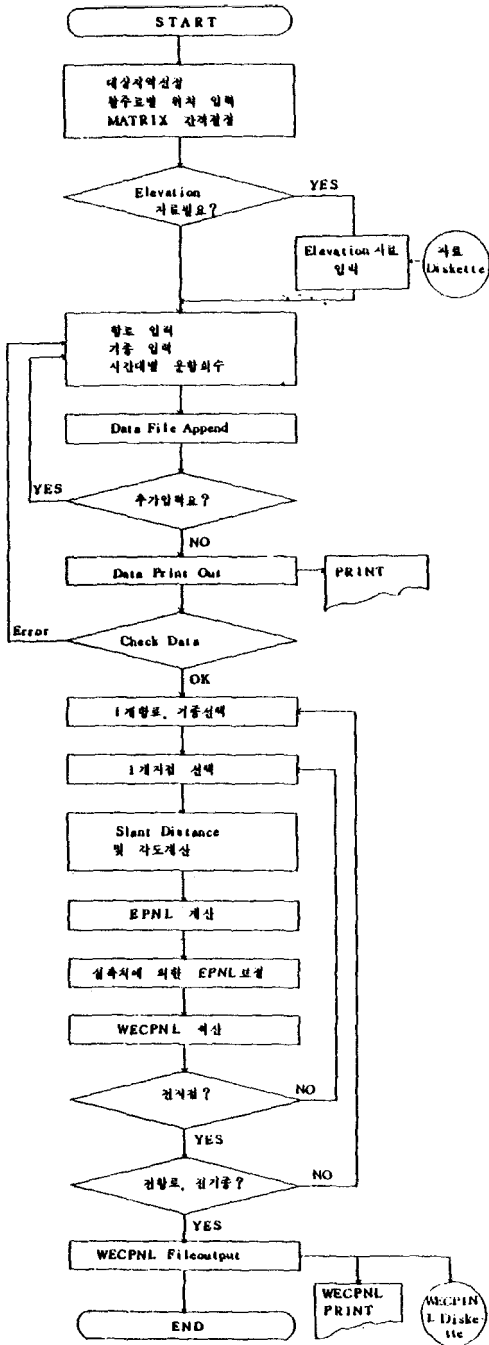 START
대상지역선정
활주로별 위치 입력
MATRIX 간격결정
Elevation
자료필요?
YES
Elevation 자료
입력
자료
Diskette
항로 입력
기종 입력
시간대별 운항회수
Data File Append
YES
추가입력요?
NO
Data Print Out
PRINT
Error
Check Data
OK
1개항로, 기종선택
1개지점 선택
Slant Distance
및 각도계산
EPNL 계산
실측치에 의한 EPNL보정
WECPNL 계산
전지점?
NO
YES
전항로, 전기종?
NO
YES
WECPNL Fileoutput
WECPNL
PRINT
WECPN
L Diske-
tte
END